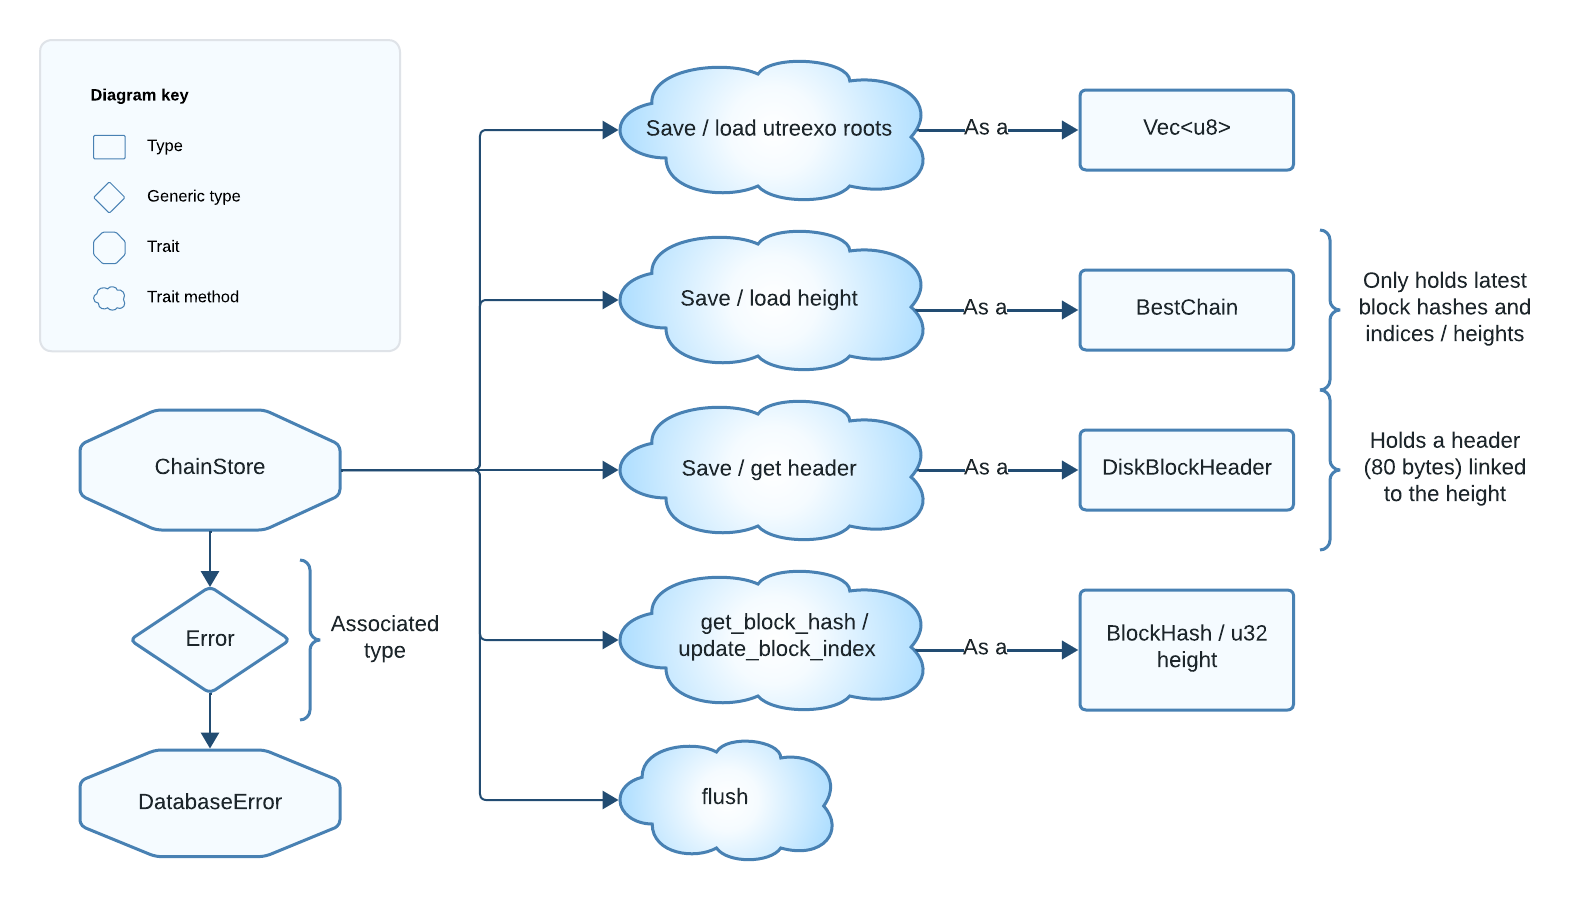 Diagram key
Type
Generic type
Trait
Trait method
Save / load utreexo roots
As a
Vec<u8>
Save / load height
As a
BestChain
Only holds latest
block hashes and
indices / heights
ChainStore
Save / get header
As a
DiskBlockHeader
Holds a header
(80 bytes) linked
to the height
Error
Associated
type
get_block_hash /
update_block_index
As a
BlockHash / u32
height
DatabaseError
flush